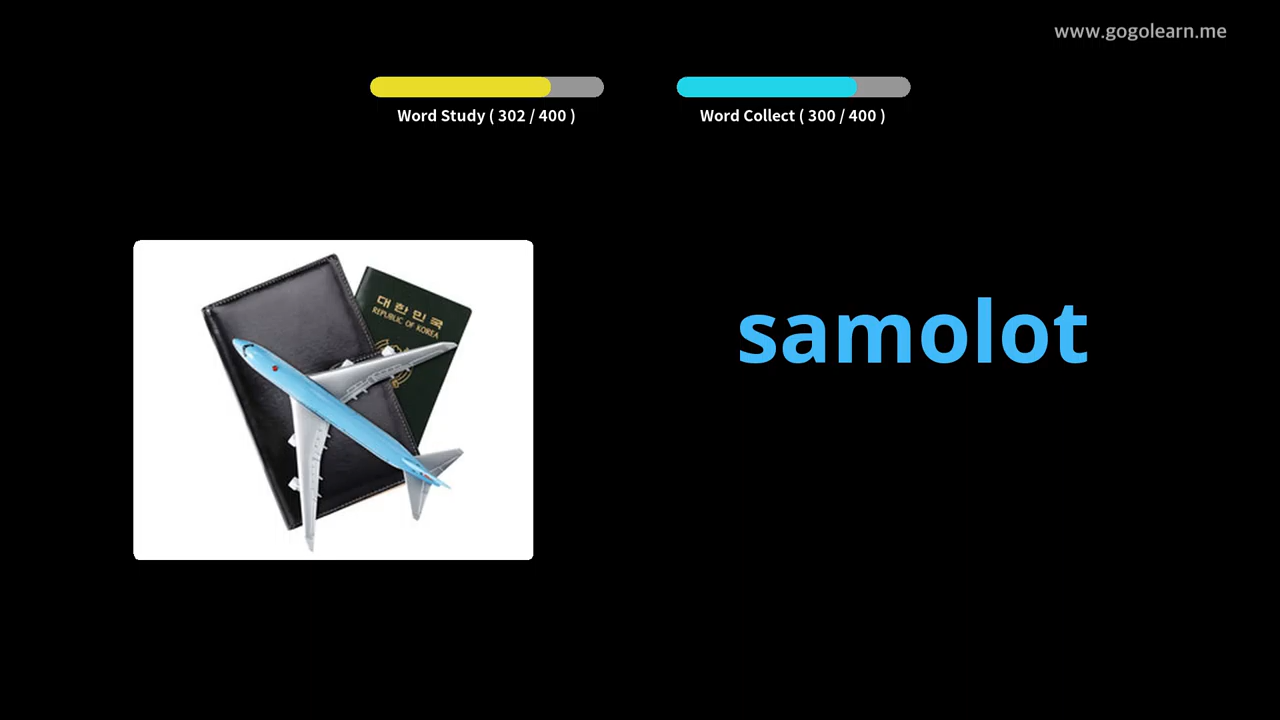 www.gogolearn.me
Word Study ( 302 / 400 )
Word Collect ( 300 / 400 )
대한민국
REPUBLIC OF KOREA
samolot